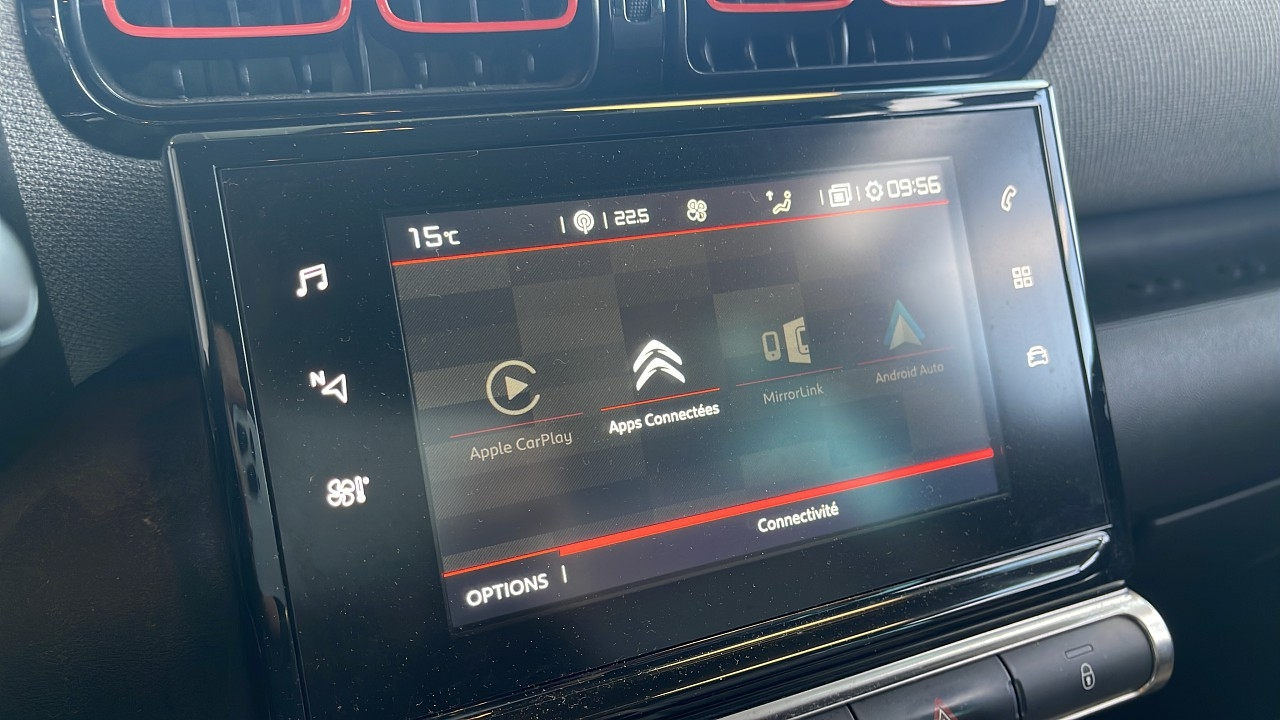 15°C 22.5 09:56
N
Apple CarPlay
Apps Connectées
MirrorLink
Android Auto
Connectivité
OPTIONS